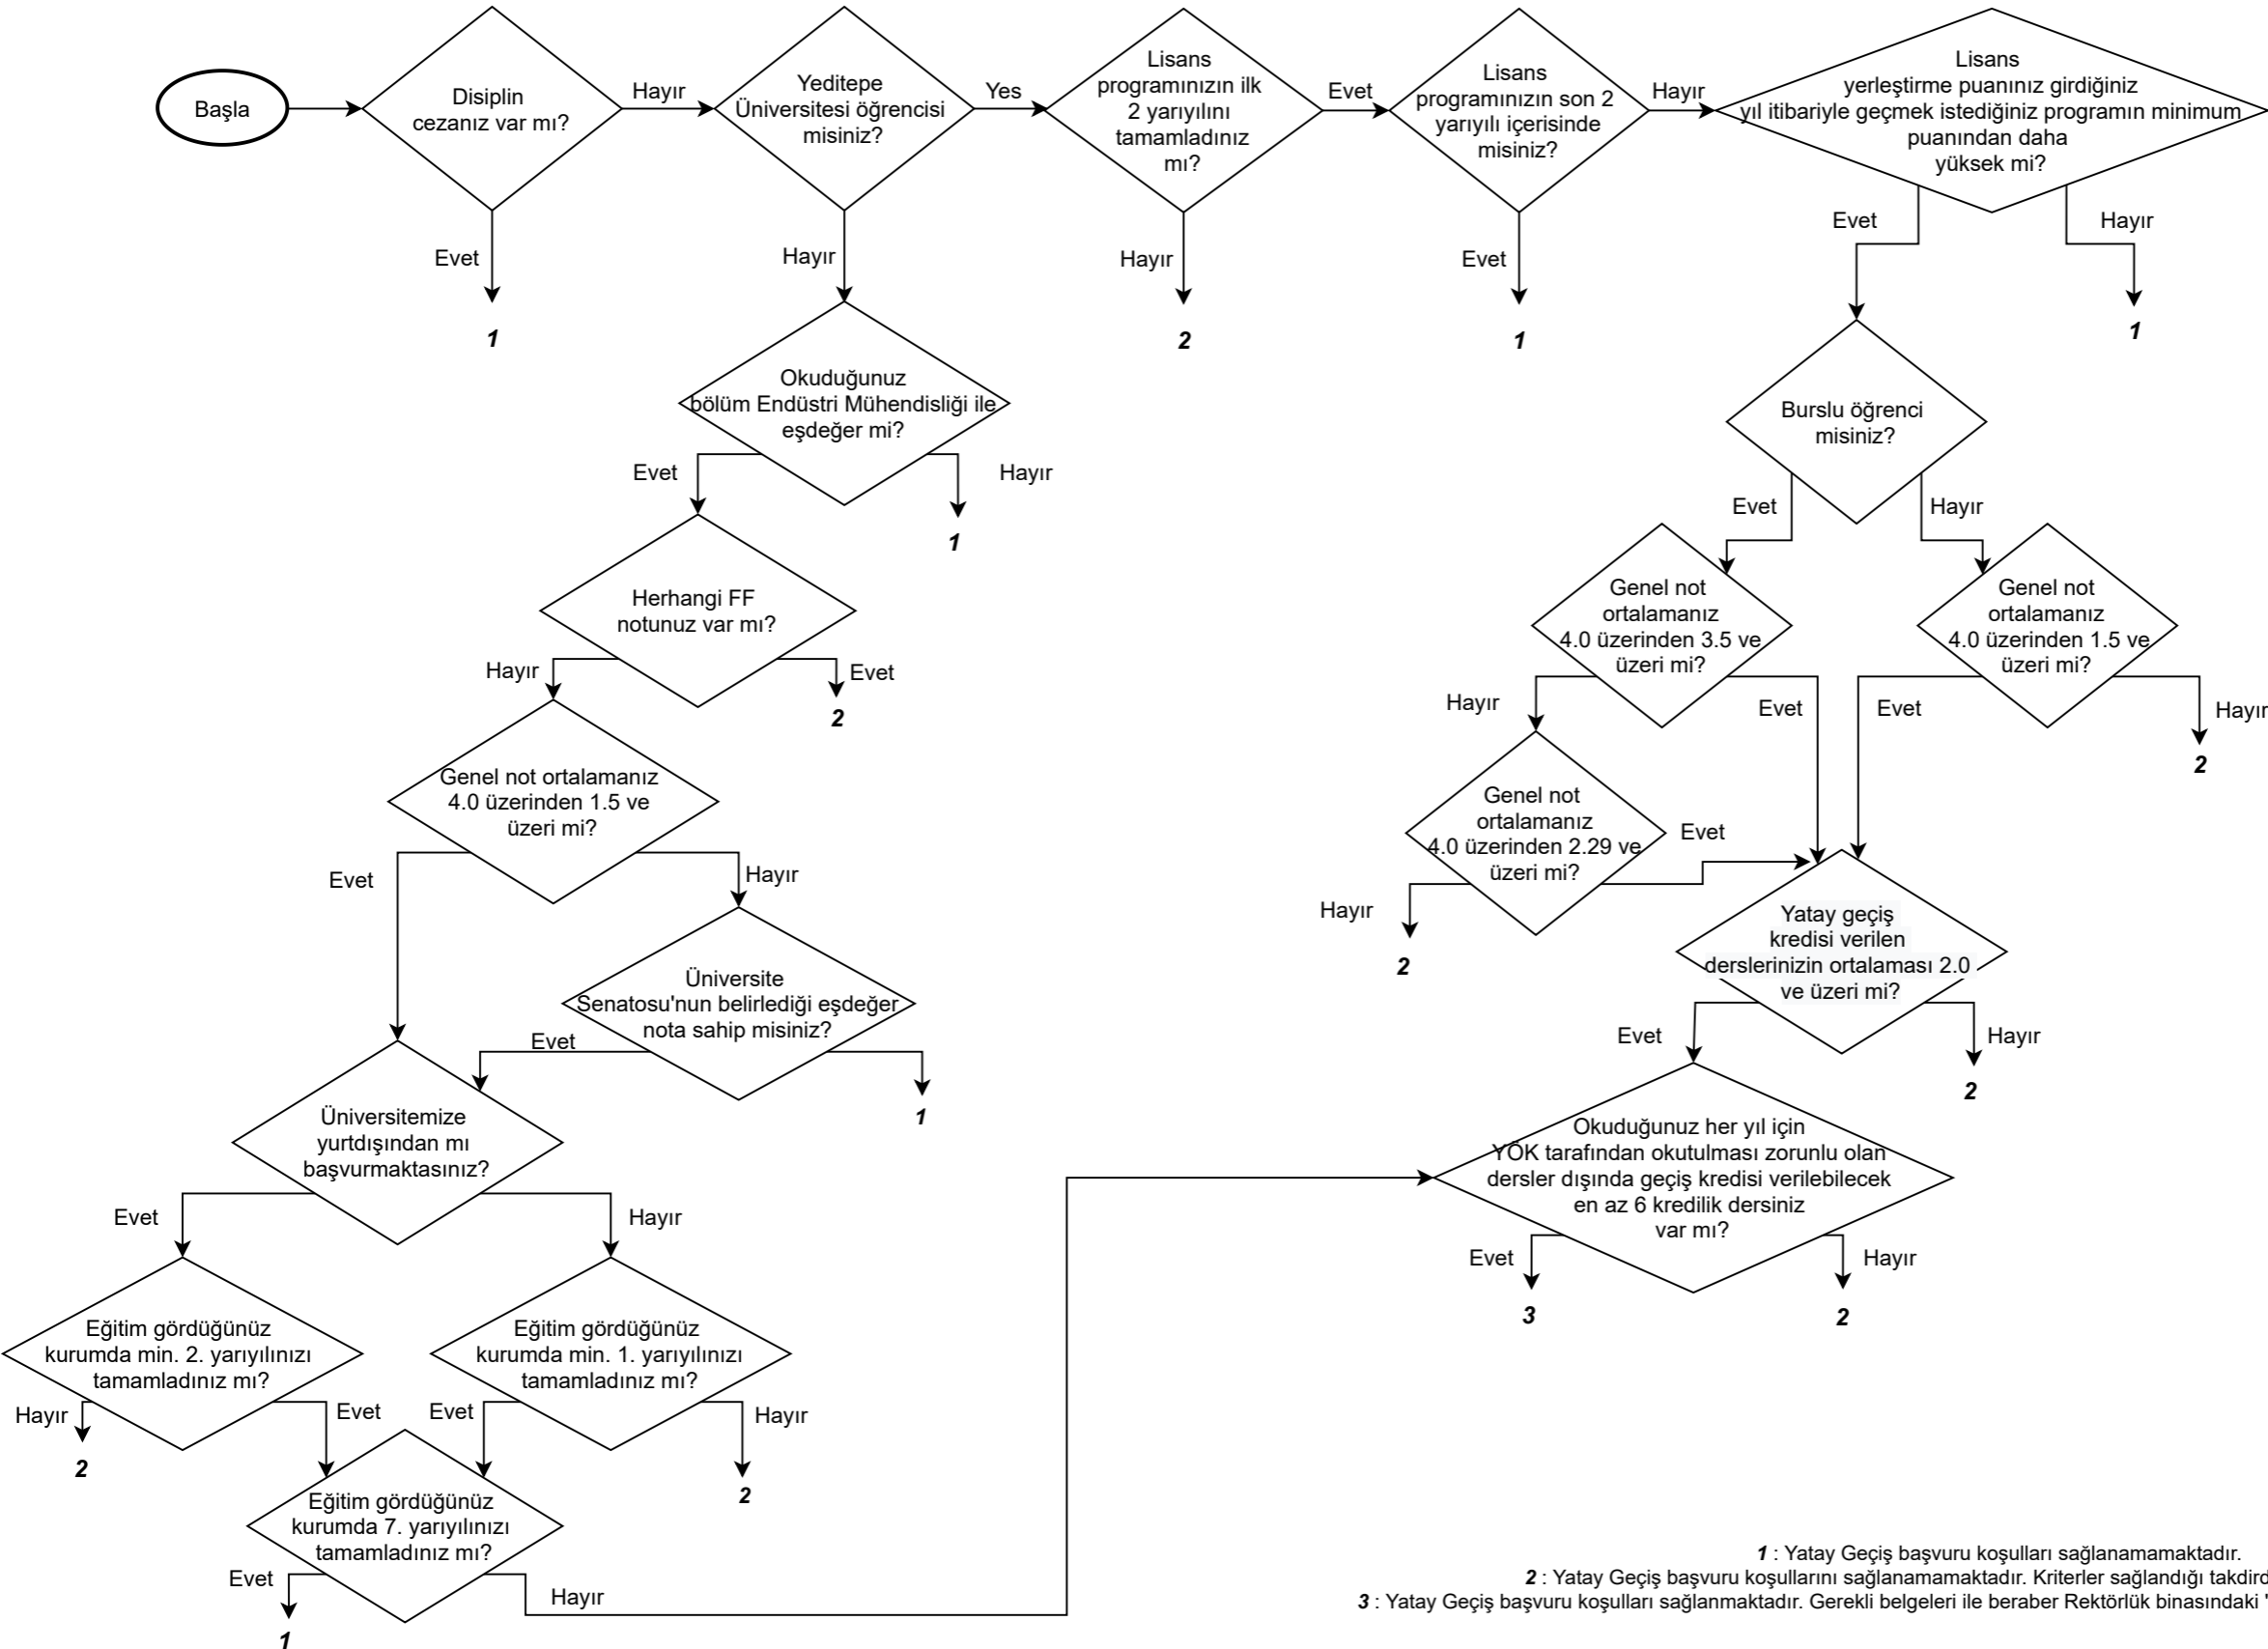 Başla
Disiplin
cezanız var mı?
Hayır
Yeditepe
Üniversitesi öğrencisi
misiniz?
Yes
Lisans
programınızın ilk
2 yarıyılını
tamamladınız
mı?
Evet
Lisans
programınızın son 2
yarıyılı içerisinde
misiniz?
Hayır
Lisans
yerleştirme puanınız girdiğiniz
yıl itibariyle geçmek istediğiniz programın minimum
puanından daha
yüksek mi?
Evet
1
Hayır
Hayır
2
Evet
1
Evet
Hayır
1
Okuduğunuz
bölüm Endüstri Mühendisliği ile
eşdeğer mi?
Evet
Hayır
1
Burslu öğrenci
misiniz?
Evet
Hayır
Herhangi FF
notunuz var mı?
Hayır
Evet
2
Genel not
ortalamanız
4.0 üzerinden 3.5 ve
üzeri mi?
Hayır
Evet
Genel not
ortalamanız
4.0 üzerinden 1.5 ve
üzeri mi?
Evet
Hayır
2
Genel not ortalamanız
4.0 üzerinden 1.5 ve
üzeri mi?
Evet
Hayır
Genel not
ortalamanız
4.0 üzerinden 2.29 ve
üzeri mi?
Evet
Hayır
2
Yatay geçiş
kredisi verilen
derslerinizin ortalaması 2.0
ve üzeri mi?
Evet
Hayır
2
Üniversite
Senatosu'nun belirlediği eşdeğer
nota sahip misiniz?
Evet
1
Üniversitemize
yurtdışından mı
başvurmaktasınız?
Evet
Hayır
Okuduğunuz her yıl için
YÖK tarafından okutulması zorunlu olan
dersler dışında geçiş kredisi verilebilecek
en az 6 kredilik dersiniz
var mı?
Evet
3
Hayır
2
Eğitim gördüğünüz
kurumda min. 2. yarıyılınızı
tamamladınız mı?
Hayır
2
Evet
Eğitim gördüğünüz
kurumda min. 1. yarıyılınızı
tamamladınız mı?
Evet
Hayır
2
Eğitim gördüğünüz
kurumda 7. yarıyılınızı
tamamladınız mı?
Evet
1
Hayır
1 : Yatay Geçiş başvuru koşulları sağlanamamaktadır.
2 : Yatay Geçiş başvuru koşullarını sağlanamamaktadır. Kriterler sağlandığı takdird
3 : Yatay Geçiş başvuru koşulları sağlanmaktadır. Gerekli belgeleri ile beraber Rektörlük binasındaki '